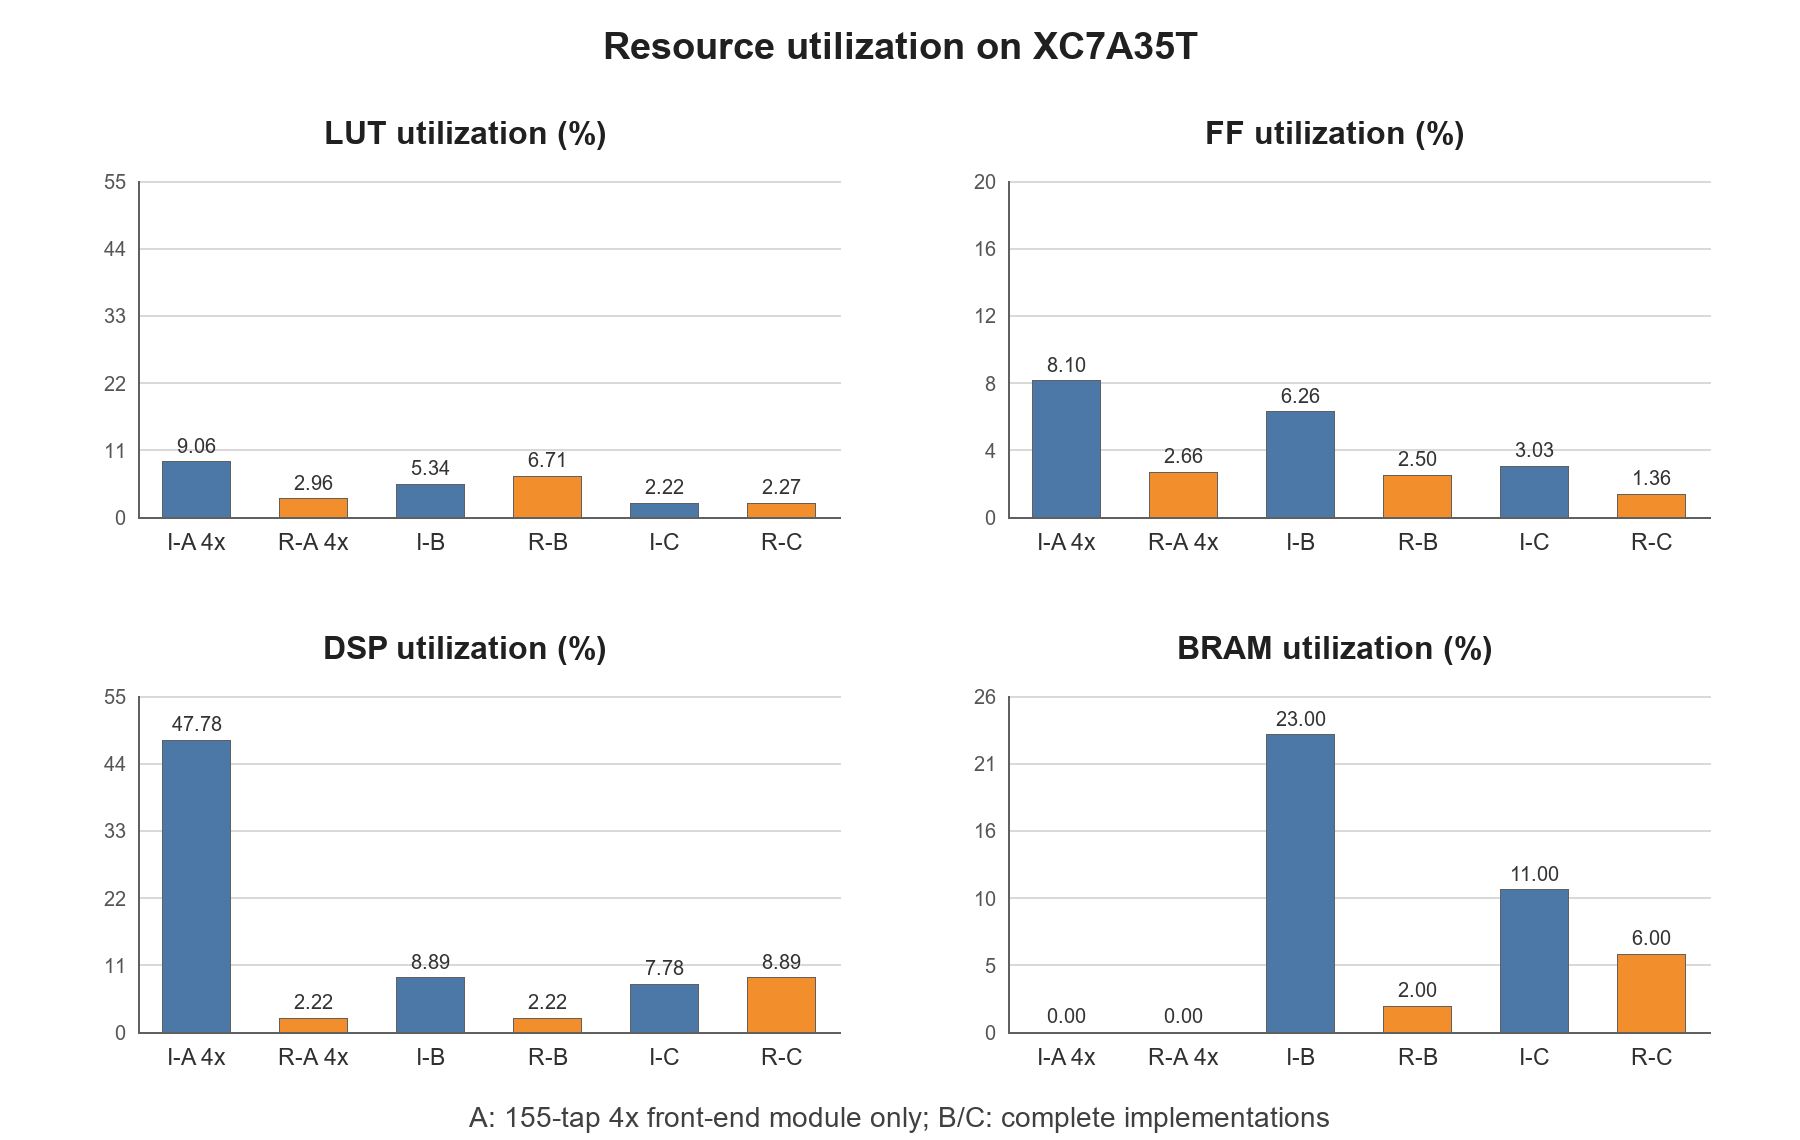 Resource utilization on XC7A35T
LUT utilization (%)
55
44
33
22
11
0
9.06
2.96
5.34
6.71
2.22
2.27
I-A 4x
R-A 4x
I-B
R-B
I-C
R-C
FF utilization (%)
20
16
12
8
4
0
8.10
2.66
6.26
2.50
3.03
1.36
I-A 4x
R-A 4x
I-B
R-B
I-C
R-C
DSP utilization (%)
55
44
33
22
11
0
47.78
2.22
8.89
2.22
7.78
8.89
I-A 4x
R-A 4x
I-B
R-B
I-C
R-C
BRAM utilization (%)
26
21
16
10
5
0
0.00
0.00
23.00
2.00
11.00
6.00
I-A 4x
R-A 4x
I-B
R-B
I-C
R-C
A: 155-tap 4x front-end module only; B/C: complete implementations